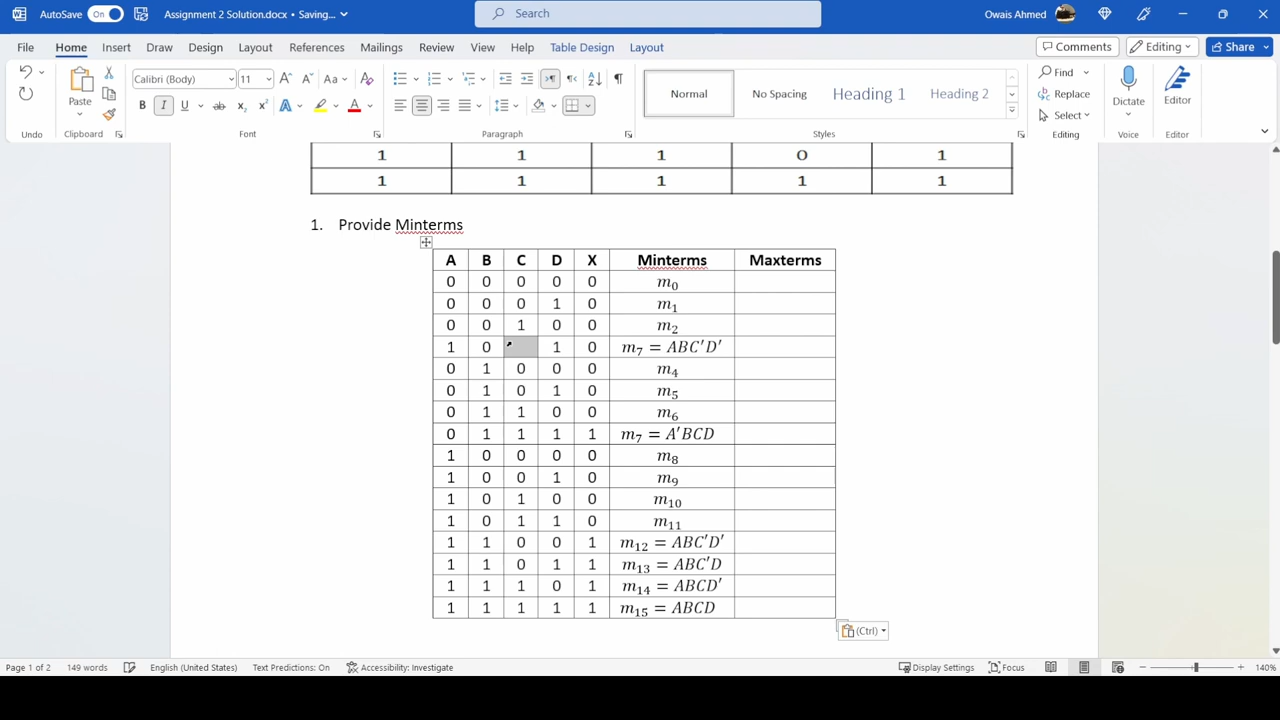 AutoSave On Assignment 2 Solution.docx • Saving... Search Owais Ahmed
File Home Insert Draw Design Layout References Mailings Review View Help Table Design Layout Comments Editing Share
Paste Calibri (Body) 11 Normal No Spacing Heading 1 Heading 2 Find Replace Select Dictate Editor
Undo Clipboard Font Paragraph Styles Editing Voice Editor
1 1 1 0 1
1 1 1 1 1
1. Provide Minterms
A B C D X Minterms Maxterms
0 0 0 0 0 m₀
0 0 0 1 0 m₁
0 0 1 0 0 m₂
1 0 1 0 m₇ = ABC′D′
0 1 0 0 0 m₄
0 1 0 1 0 m₅
0 1 1 0 0 m₆
0 1 1 1 1 m₇ = A′BCD
1 0 0 0 0 m₈
1 0 0 1 0 m₉
1 0 1 0 0 m₁₀
1 0 1 1 0 m₁₁
1 1 0 0 1 m₁₂ = ABC′D′
1 1 0 1 1 m₁₃ = ABC′D
1 1 1 0 1 m₁₄ = ABCD′
1 1 1 1 1 m₁₅ = ABCD
(Ctrl)
Page 1 of 2 149 words English (United States) Text Predictions: On Accessibility: Investigate Display Settings Focus 140%